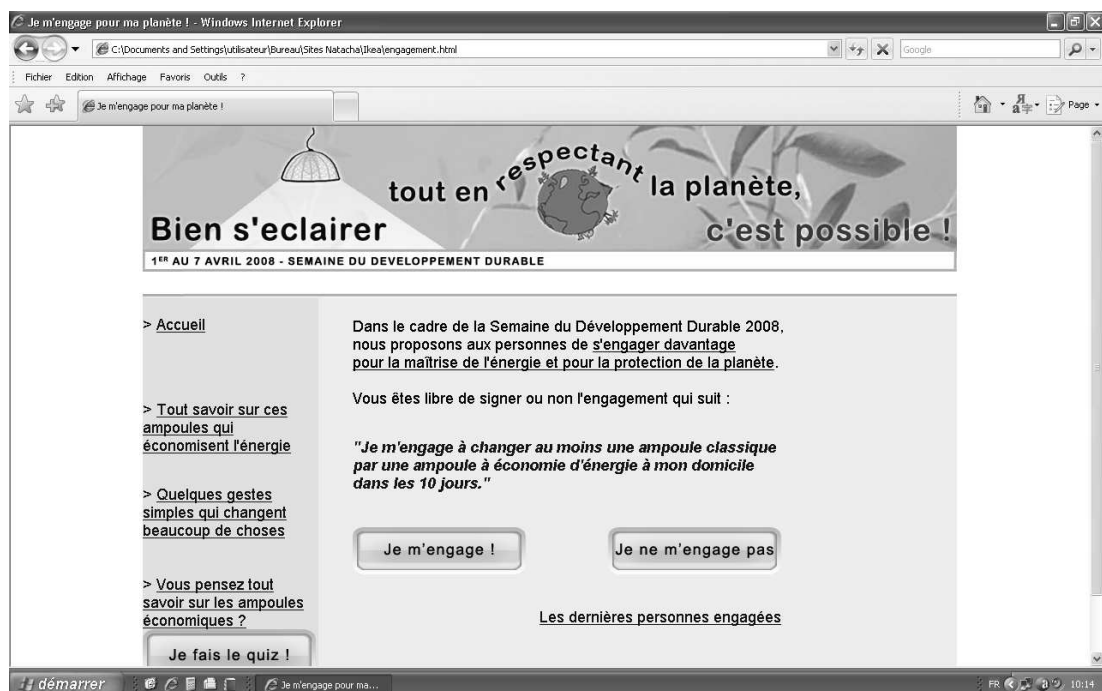 Je m'engage pour ma planète ! - Windows Internet Explorer
C:\Documents and Settings\utilisateur\Bureau\Sites Natacha\Ikea\engagement.html
Google
Fichier Edition Affichage Favoris Outils ?
Je m'engage pour ma planète !
Page
Bien s'eclairer tout en respectant la planète, c'est possible !
1ER AU 7 AVRIL 2008 - SEMAINE DU DEVELOPPEMENT DURABLE
> Accueil
> Tout savoir sur ces
ampoules qui
économisent l'énergie
> Quelques gestes
simples qui changent
beaucoup de choses
> Vous pensez tout
savoir sur les ampoules
économiques ?
Je fais le quiz !
Dans le cadre de la Semaine du Développement Durable 2008,
nous proposons aux personnes de s'engager davantage
pour la maîtrise de l'énergie et pour la protection de la planète.
Vous êtes libre de signer ou non l'engagement qui suit :
"Je m'engage à changer au moins une ampoule classique
par une ampoule à économie d'énergie à mon domicile
dans les 10 jours."
Je m'engage !
Je ne m'engage pas
Les dernières personnes engagées
démarrer
Je m'engage pour ma...
FR
10:14